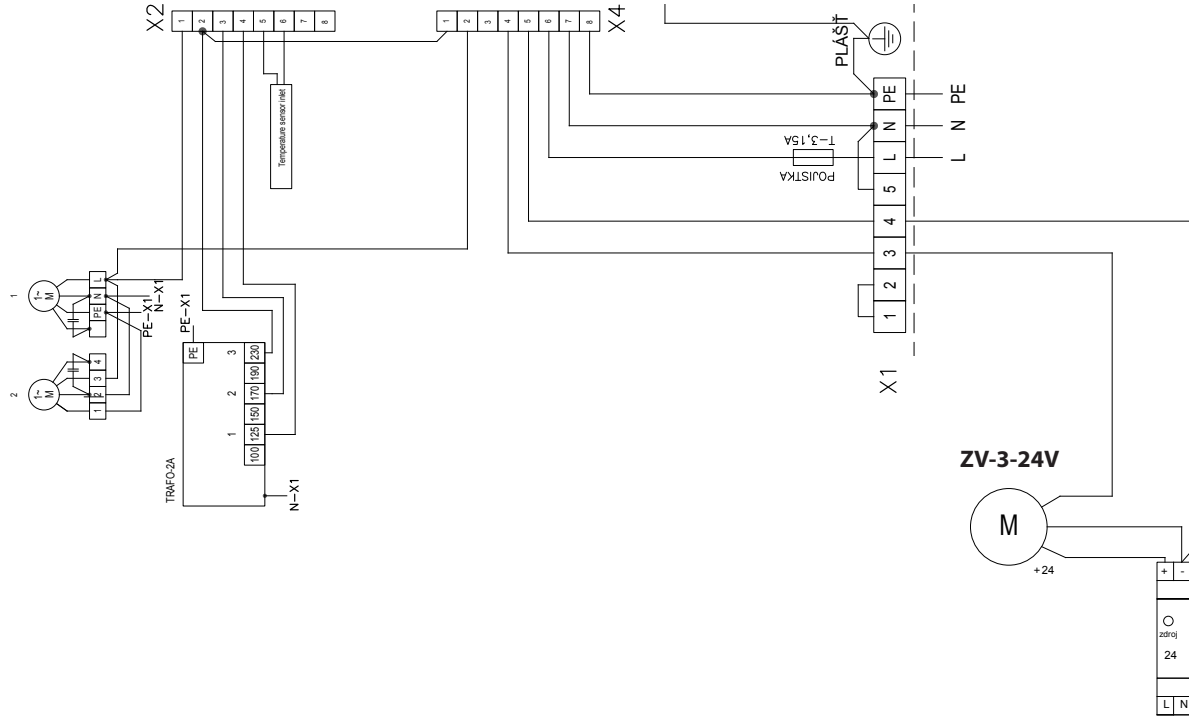 X2
1 2 3 4 5 6 7 8
X4
1 2 3 4 5 6 7 8
Temperature sensor inlet
PLÁŠŤ
PE
N
L
5
4
3
2
1
X1
PE
N
L
T-3,15A
POJISTKA
1
1~
M
L
N
PE
PE-X1
N-X1
2
1~
M
4
3
2
1
TRAFO-2A
PE
PE-X1
3
2
1
230
190
170
150
125
100
N-X1
ZV-3-24V
M
+24
+ -
zdroj
24
L N